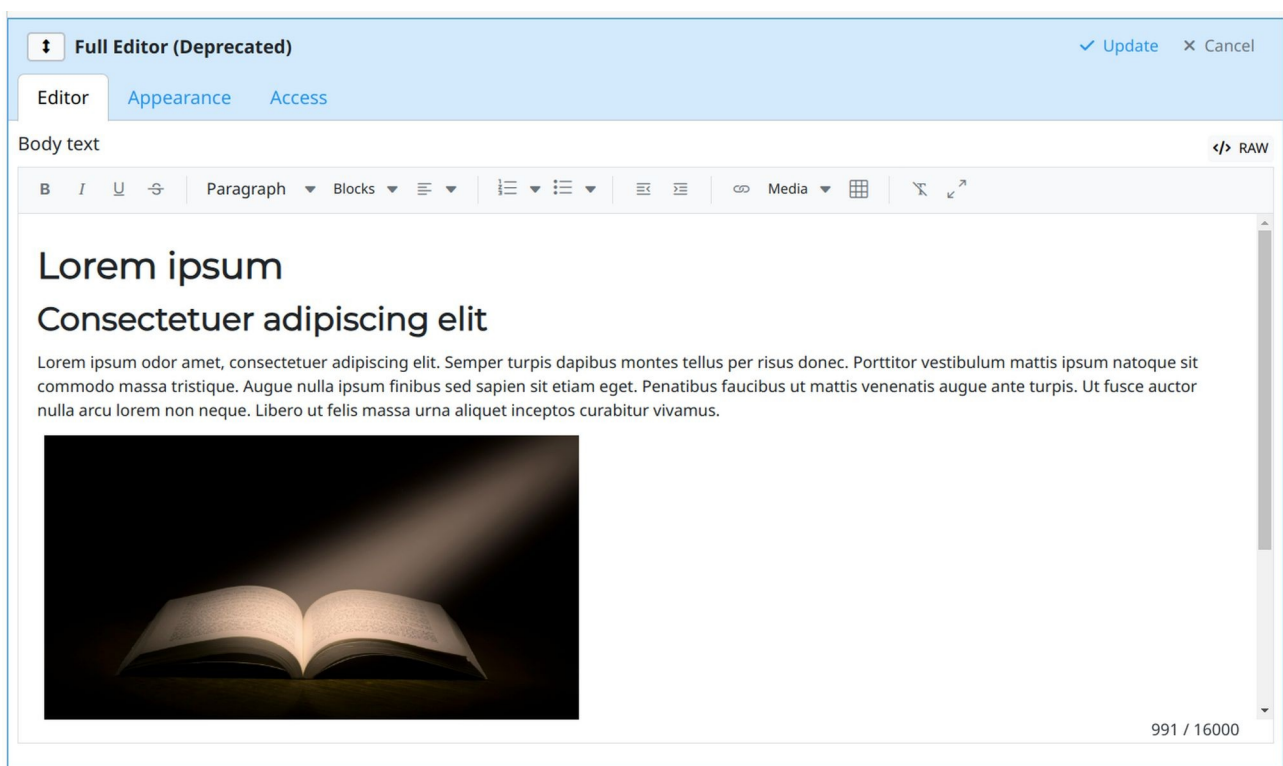 Full Editor (Deprecated)
Update
Cancel
Editor
Appearance
Access
Body text
</> RAW
B I U S Paragraph Blocks Media
Lorem ipsum
Consectetuer adipiscing elit
Lorem ipsum odor amet, consectetuer adipiscing elit. Semper turpis dapibus montes tellus per risus donec. Porttitor vestibulum mattis ipsum natoque sit
commodo massa tristique. Augue nulla ipsum finibus sed sapien sit etiam eget. Penatibus faucibus ut mattis venenatis augue ante turpis. Ut fusce auctor
nulla arcu lorem non neque. Libero ut felis massa urna aliquet inceptos curabitur vivamus.
991 / 16000